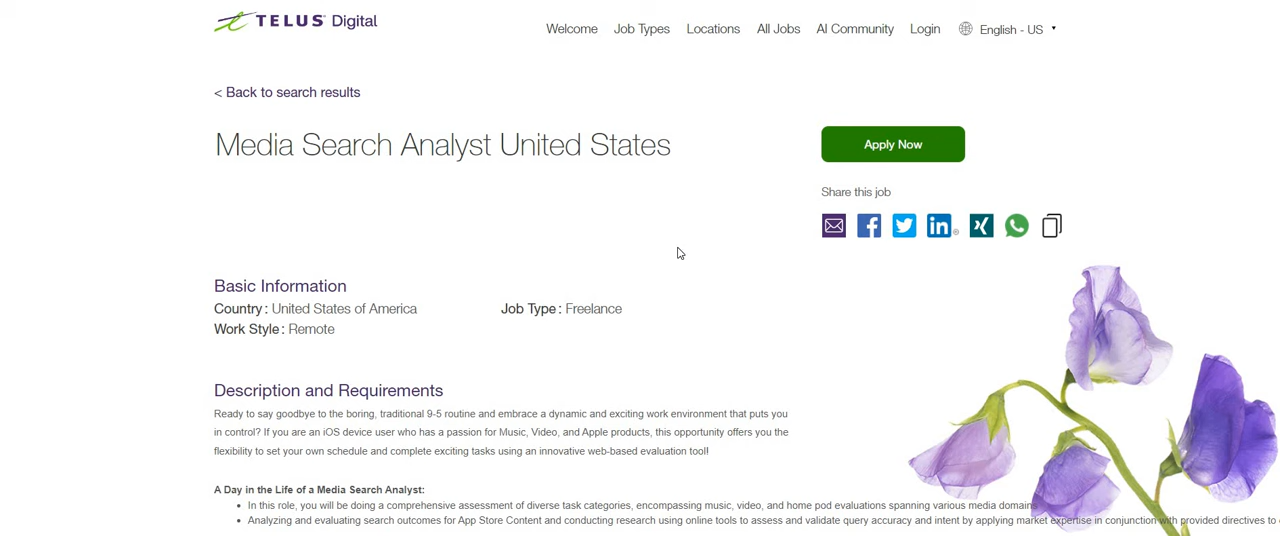 TELUS Digital
Welcome Job Types Locations All Jobs AI Community Login English - US
< Back to search results
Media Search Analyst United States
Apply Now
Share this job
Basic Information
Country : United States of America Job Type : Freelance
Work Style : Remote
Description and Requirements
Ready to say goodbye to the boring, traditional 9-5 routine and embrace a dynamic and exciting work environment that puts you
in control? If you are an iOS device user who has a passion for Music, Video, and Apple products, this opportunity offers you the
flexibility to set your own schedule and complete exciting tasks using an innovative web-based evaluation tool!
A Day in the Life of a Media Search Analyst:
• In this role, you will be doing a comprehensive assessment of diverse task categories, encompassing music, video, and home pod evaluations spanning various media domains
• Analyzing and evaluating search outcomes for App Store Content and conducting research using online tools to assess and validate query accuracy and intent by applying market expertise in conjunction with provided directives to